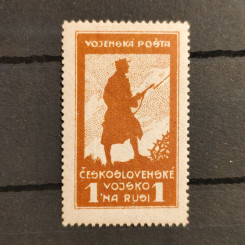 VOJENSKÁ POŠTA
ČESKOSLOVENSKÉ
1 VOJSKO 1
NA RUSI